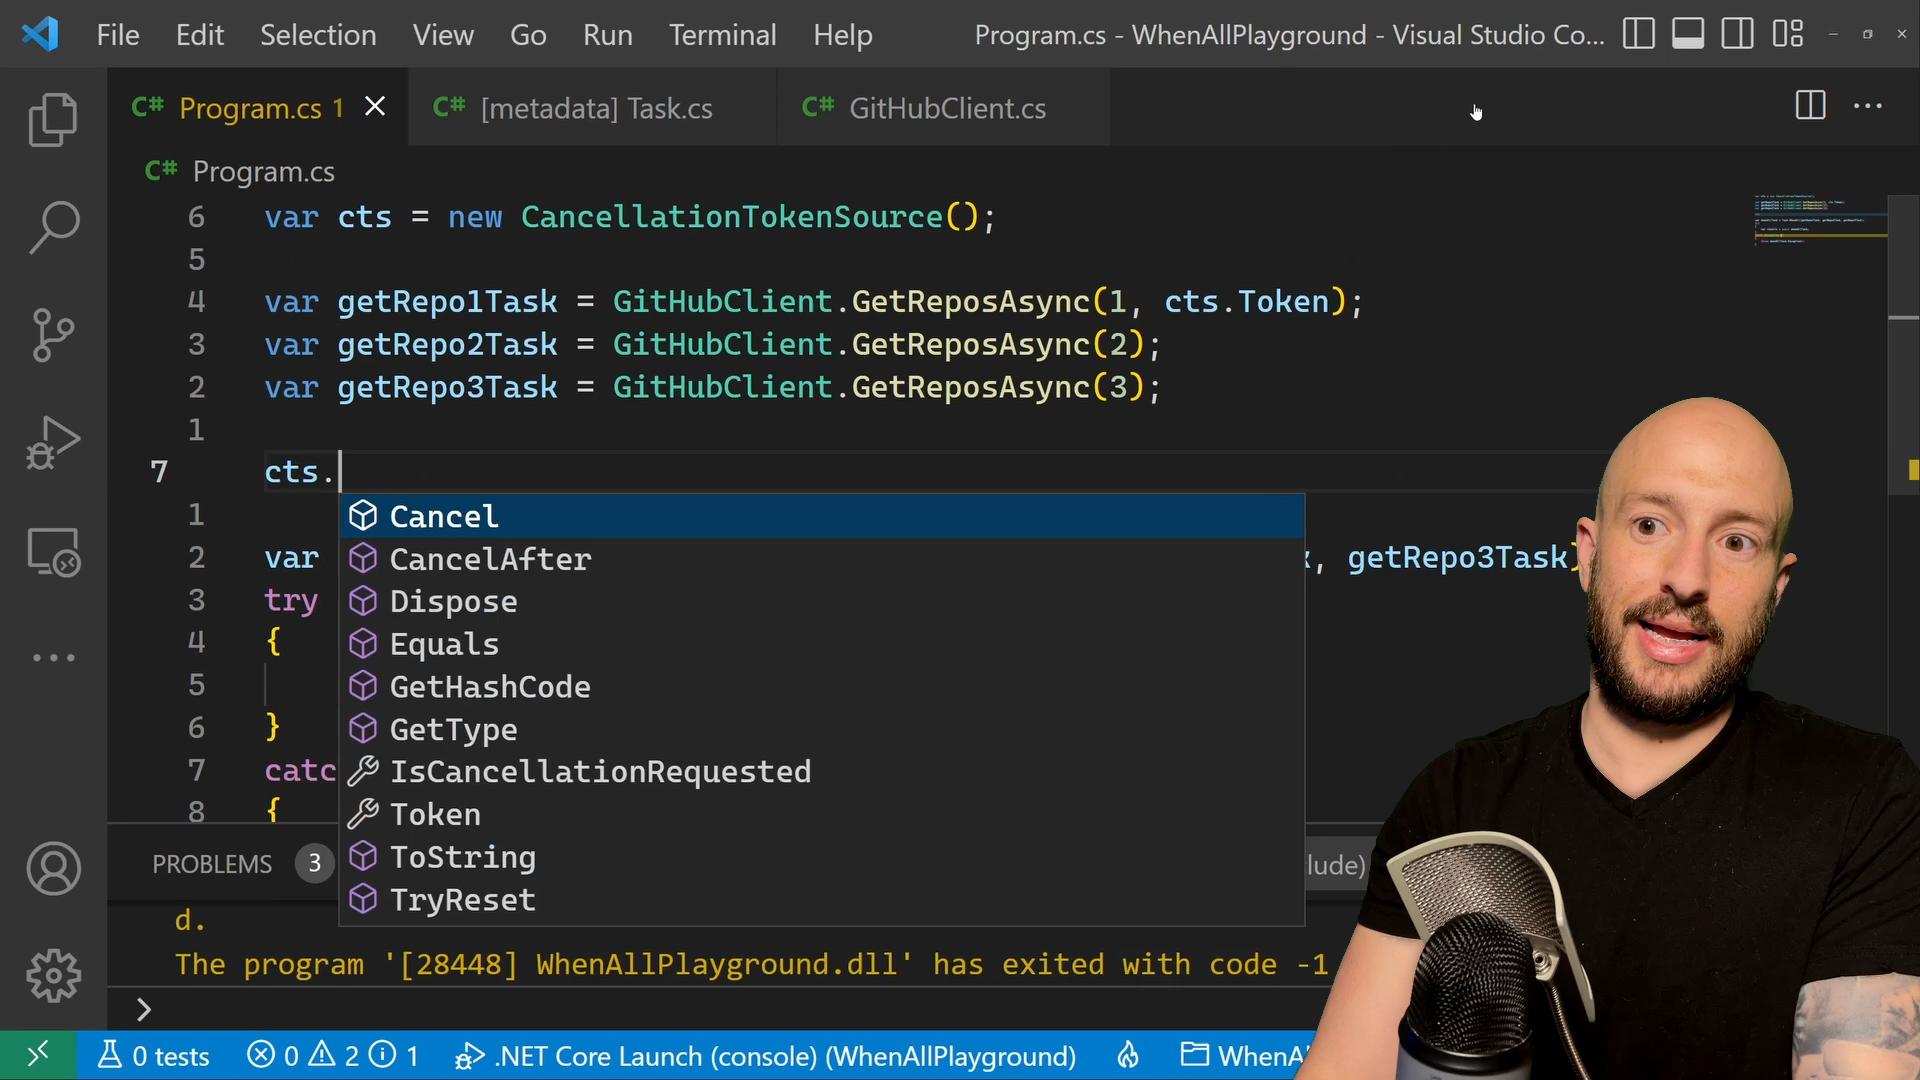 File Edit Selection View Go Run Terminal Help Program.cs - WhenAllPlayground - Visual Studio Co...
C# Program.cs 1 C# [metadata] Task.cs C# GitHubClient.cs
C# Program.cs
6 var cts = new CancellationTokenSource();
5
4 var getRepo1Task = GitHubClient.GetReposAsync(1, cts.Token);
3 var getRepo2Task = GitHubClient.GetReposAsync(2);
2 var getRepo3Task = GitHubClient.GetReposAsync(3);
1
7 cts.
1 Cancel
2 var CancelAfter , getRepo3Task)
3 try Dispose
4 { Equals
5 GetHashCode
6 } GetType
7 catc IsCancellationRequested
8 { Token
PROBLEMS 3 ToString lude)
d. TryReset
The program '[28448] WhenAllPlayground.dll' has exited with code -1
0 tests 0 2 1 .NET Core Launch (console) (WhenAllPlayground) WhenA